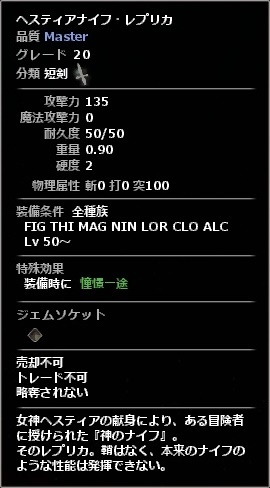 ヘスティアナイフ・レプリカ
品質 Master
グレード 20
分類 短剣
攻撃力 135
魔法攻撃力 0
耐久度 50/50
重量 0.90
硬度 2
物理属性 斬0 打0 突100
装備条件 全種族
FIG THI MAG NIN LOR CLO ALC
Lv 50～
特殊効果
装備時に 憧憬一途
ジェムソケット
売却不可
トレード不可
略奪されない
女神ヘスティアの献身により、ある冒険者
に授けられた『神のナイフ』。
そのレプリカ。鞘はなく、本来のナイフの
ような性能は発揮できない。